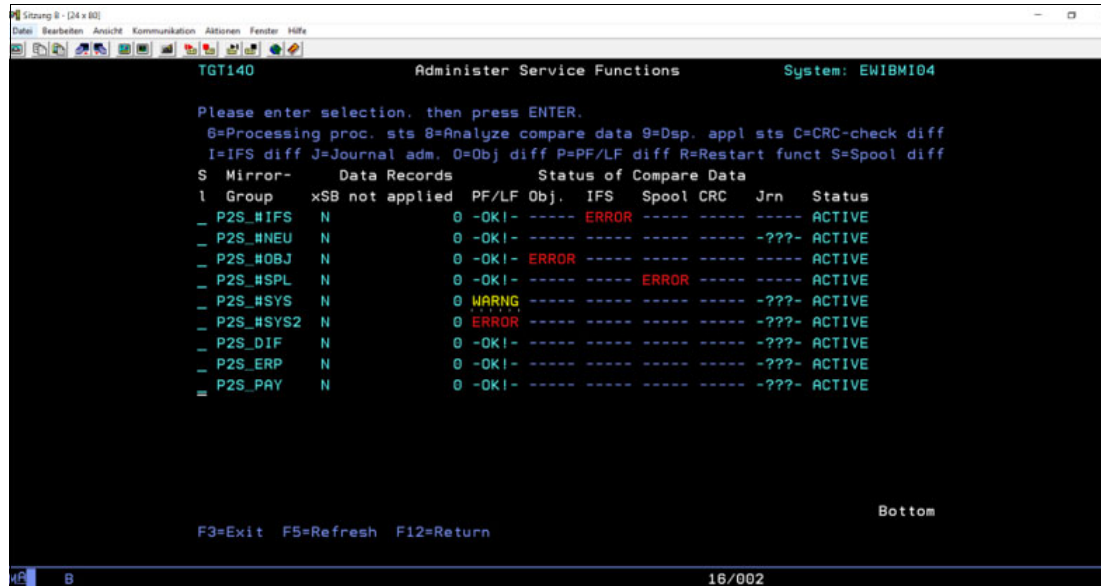 Sitzung B - [24 x 80]
Datei Bearbeiten Ansicht Kommunikation Aktionen Fenster Hilfe
TGT140 Administer Service Functions System: EWIBMI04
Please enter selection. then press ENTER.
6=Processing proc. sts 8=Analyze compare data 9=Dsp. appl sts C=CRC-check diff
I=IFS diff J=Journal adm. O=Obj diff P=PF/LF diff R=Restart funct S=Spool diff
S Mirror- Data Records Status of Compare Data
l Group xSB not applied PF/LF Obj. IFS Spool CRC Jrn Status
_ P2S_#IFS N 0 -OK!- ----- ERROR ----- ----- ----- ACTIVE
_ P2S_#NEU N 0 -OK!- ----- ----- ----- ----- -???- ACTIVE
_ P2S_#OBJ N 0 -OK!- ERROR ----- ----- ----- ----- ACTIVE
_ P2S_#SPL N 0 -OK!- ----- ----- ERROR ----- ----- ACTIVE
_ P2S_#SYS N 0 WARNG ----- ----- ----- ----- -???- ACTIVE
_ P2S_#SYS2 N 0 ERROR ----- ----- ----- ----- -???- ACTIVE
_ P2S_DIF N 0 -OK!- ----- ----- ----- ----- -???- ACTIVE
_ P2S_ERP N 0 -OK!- ----- ----- ----- ----- -???- ACTIVE
_ P2S_PAY N 0 -OK!- ----- ----- ----- ----- -???- ACTIVE
Bottom
F3=Exit F5=Refresh F12=Return
MA B 16/002